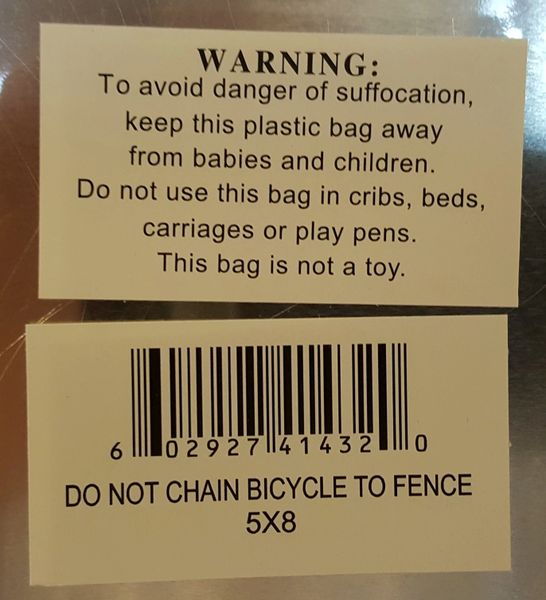 WARNING:
To avoid danger of suffocation,
keep this plastic bag away
from babies and children.
Do not use this bag in cribs, beds,
carriages or play pens.
This bag is not a toy.
6 02927 41432 0
DO NOT CHAIN BICYCLE TO FENCE
5X8